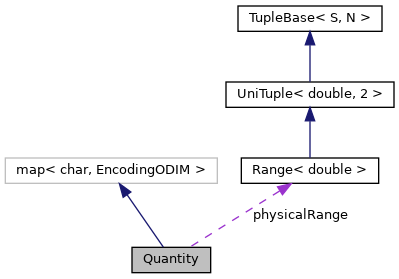 TupleBase< S, N >
UniTuple< double, 2 >
map< char, EncodingODIM >
Range< double >
physicalRange
Quantity